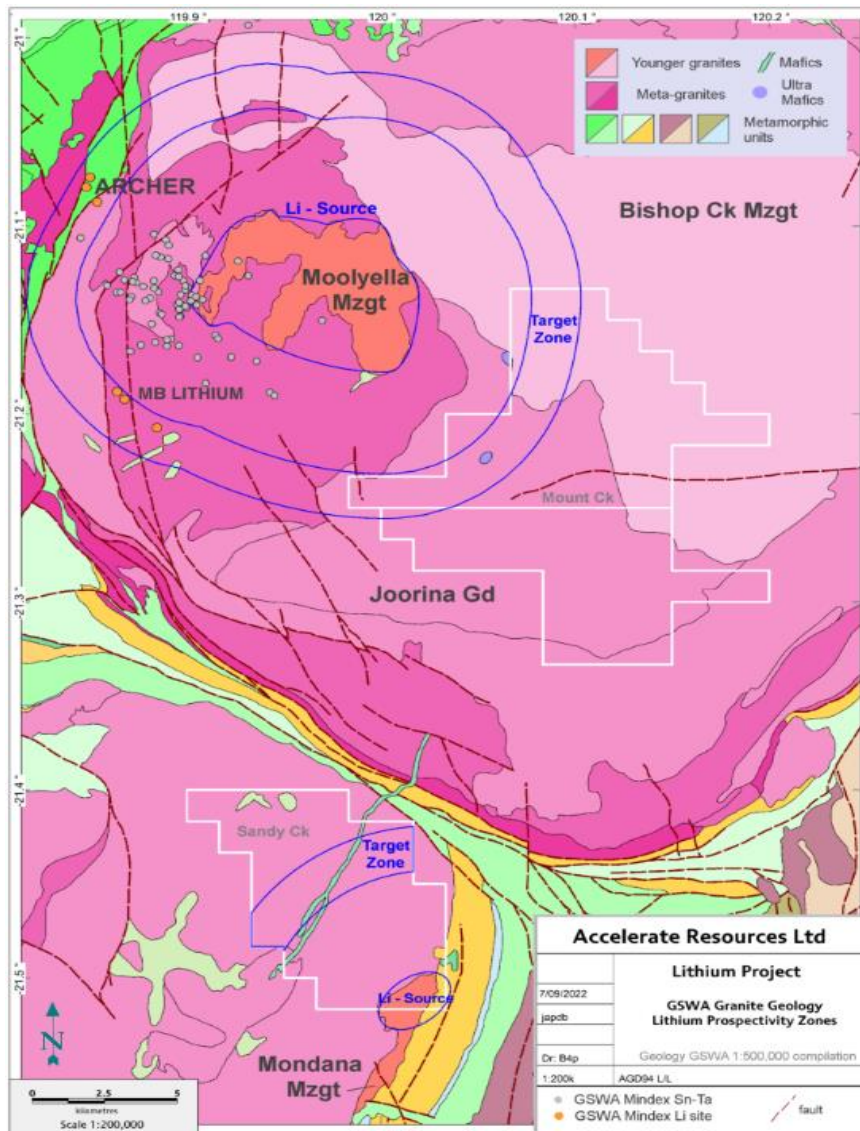 119.9 °
120 °
120.1 °
120.2 °
-21 °
-21.1 °
-21.2 °
-21.3 °
-21.4 °
-21.5 °
Younger granites
Mafics
Meta-granites
Ultra
Mafics
Metamorphic
units
ARCHER
Li - Source
Bishop Ck Mzgt
Moolyella
Mzgt
Target
Zone
MB LITHIUM
Mount Ck
Joorina Gd
Sandy Ck
Target
Zone
Li - Source
Mondana
Mzgt
N
0 2.5 5
kilometres
Scale 1:200,000
Accelerate Resources Ltd
Lithium Project
7/09/2022
GSWA Granite Geology
Lithium Prospectivity Zones
japdb
Dr: B4p
Geology GSWA 1:500,000 compilation
1:200k
AGD94 L/L
GSWA Mindex Sn-Ta
GSWA Mindex Li site
fault